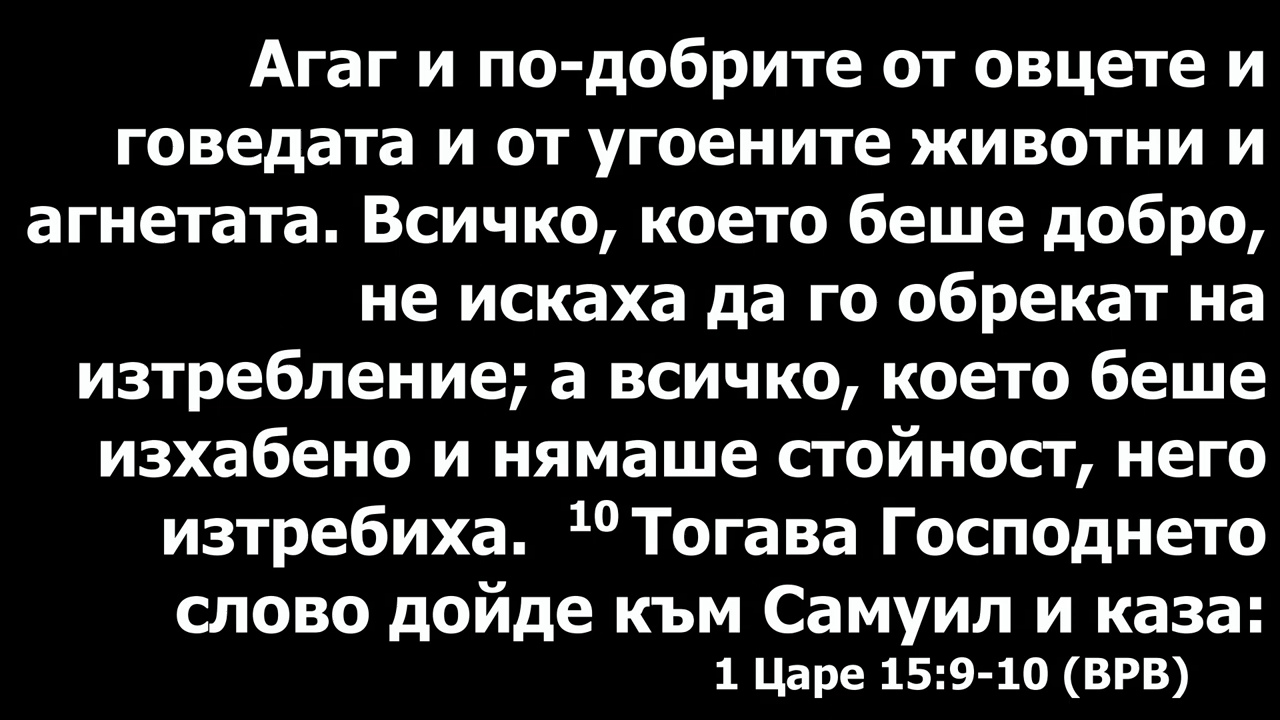 Агаг и по-добрите от овцете и
говедата и от угоените животни и
агнетата. Всичко, което беше добро,
не искаха да го обрекат на
изтребление; а всичко, което беше
изхабено и нямаше стойност, него
изтребиха. 10 Тогава Господнето
слово дойде към Самуил и каза:
1 Царе 15:9-10 (ВРВ)